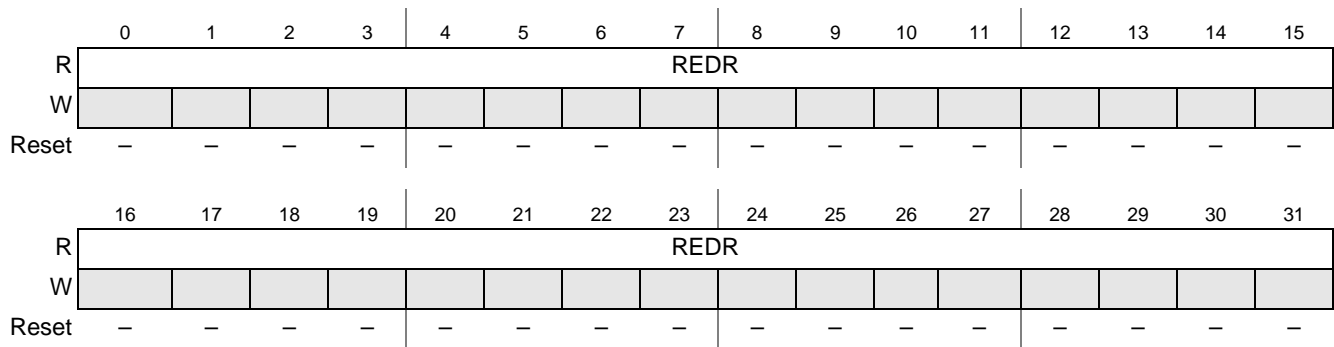 0 1 2 3 4 5 6 7 8 9 10 11 12 13 14 15
R REDR
W
Reset – – – – – – – – – – – – – – – –
16 17 18 19 20 21 22 23 24 25 26 27 28 29 30 31
R REDR
W
Reset – – – – – – – – – – – – – – – –